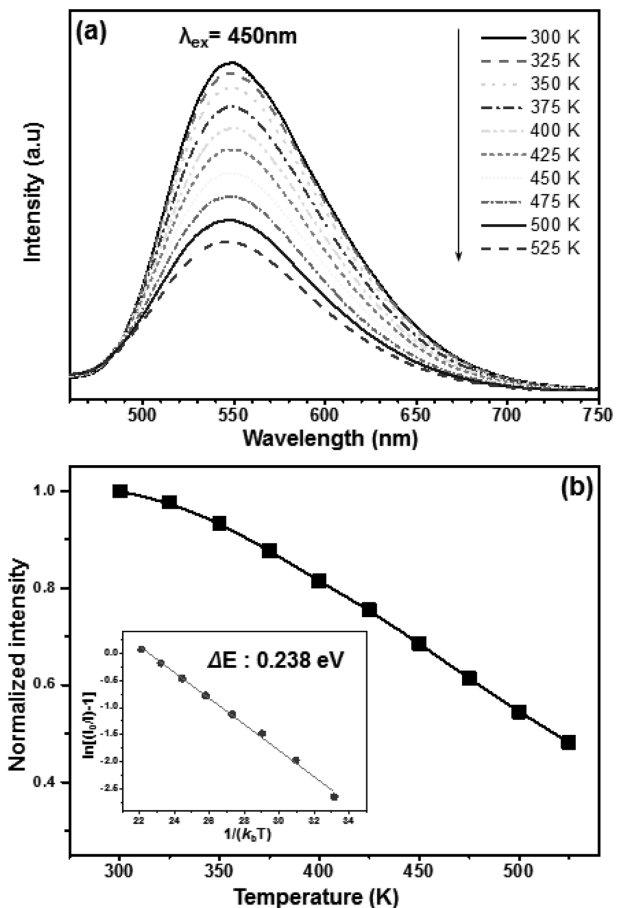 (a)
λex= 450nm
300 K
325 K
350 K
375 K
400 K
425 K
450 K
475 K
500 K
525 K
Intensity (a.u)
500 550 600 650 700 750
Wavelength (nm)
(b)
1.0
0.8
0.6
0.4
Normalized intensity
ΔE : 0.238 eV
0.0
-0.5
-1.0
-1.5
-2.0
-2.5
ln[(I0/I)-1]
22 24 26 28 30 32 34
1/(kbT)
300 350 400 450 500
Temperature (K)